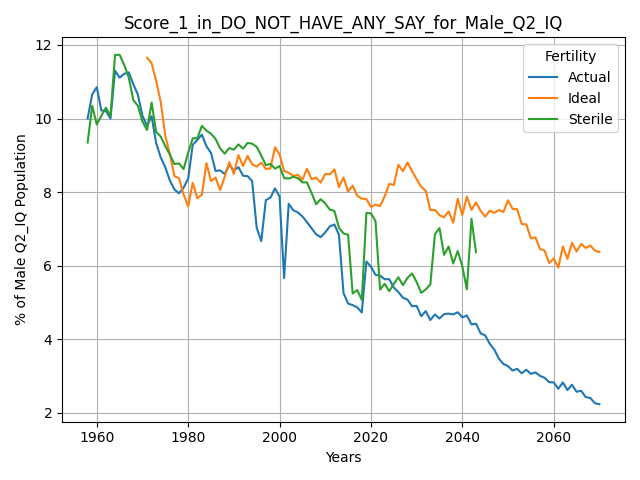 Score_1_in_DO_NOT_HAVE_ANY_SAY_for_Male_Q2_IQ
Fertility
Actual
Ideal
Sterile
% of Male Q2_IQ Population
12
10
8
6
4
2
1960 1980 2000 2020 2040 2060
Years